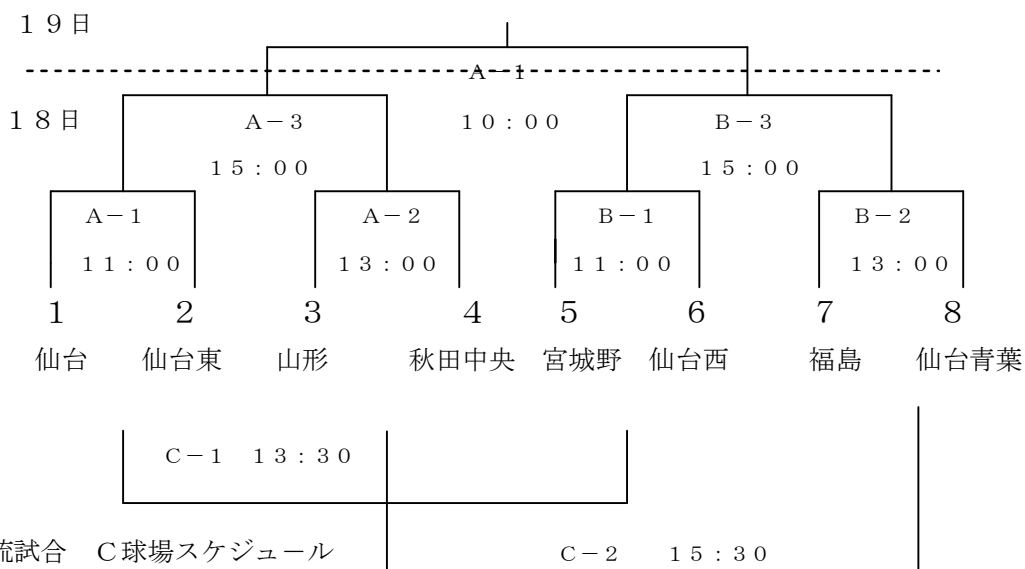 １９日
Ａ－１
１８日 Ａ－３ １０：００ Ｂ－３
１５：００ １５：００
Ａ－１ Ａ－２ Ｂ－１ Ｂ－２
１１：００ １３：００ １１：００ １３：００
１ ２ ３ ４ ５ ６ ７ ８
仙台 仙台東 山形 秋田中央 宮城野 仙台西 福島 仙台青葉
Ｃ－１ １３：３０
流試合 Ｃ球場スケジュール Ｃ－２ １５：３０